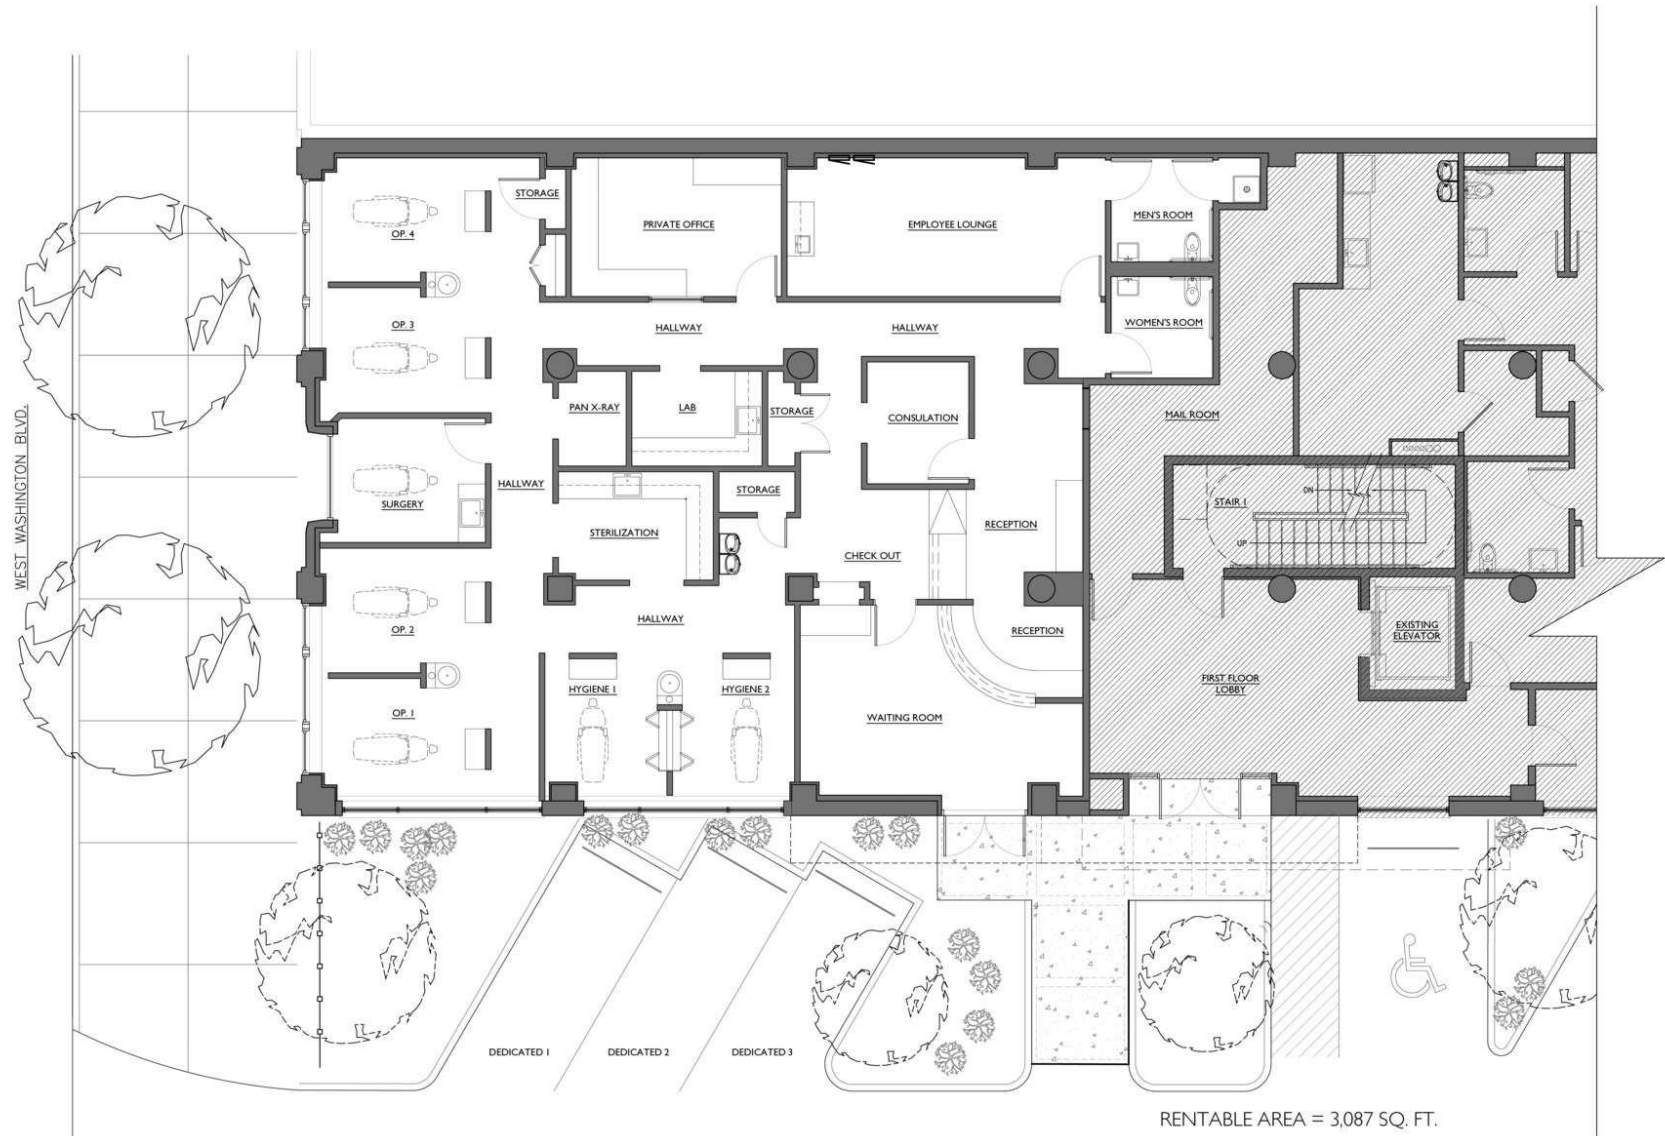 STORAGE
OP. 4
PRIVATE OFFICE
EMPLOYEE LOUNGE
MEN'S ROOM
OP. 3
HALLWAY
HALLWAY
WOMEN'S ROOM
PAN X-RAY
LAB
STORAGE
CONSULATION
MAIL ROOM
WEST WASHINGTON BLVD.
SURGERY
HALLWAY
STORAGE
STERILIZATION
CHECK OUT
RECEPTION
STAIR 1
DN
UP
OP. 2
HALLWAY
RECEPTION
EXISTING
ELEVATOR
HYGIENE 1
HYGIENE 2
FIRST FLOOR
LOBBY
OP. 1
WAITING ROOM
DEDICATED 1
DEDICATED 2
DEDICATED 3
RENTABLE AREA = 3,087 SQ. FT.